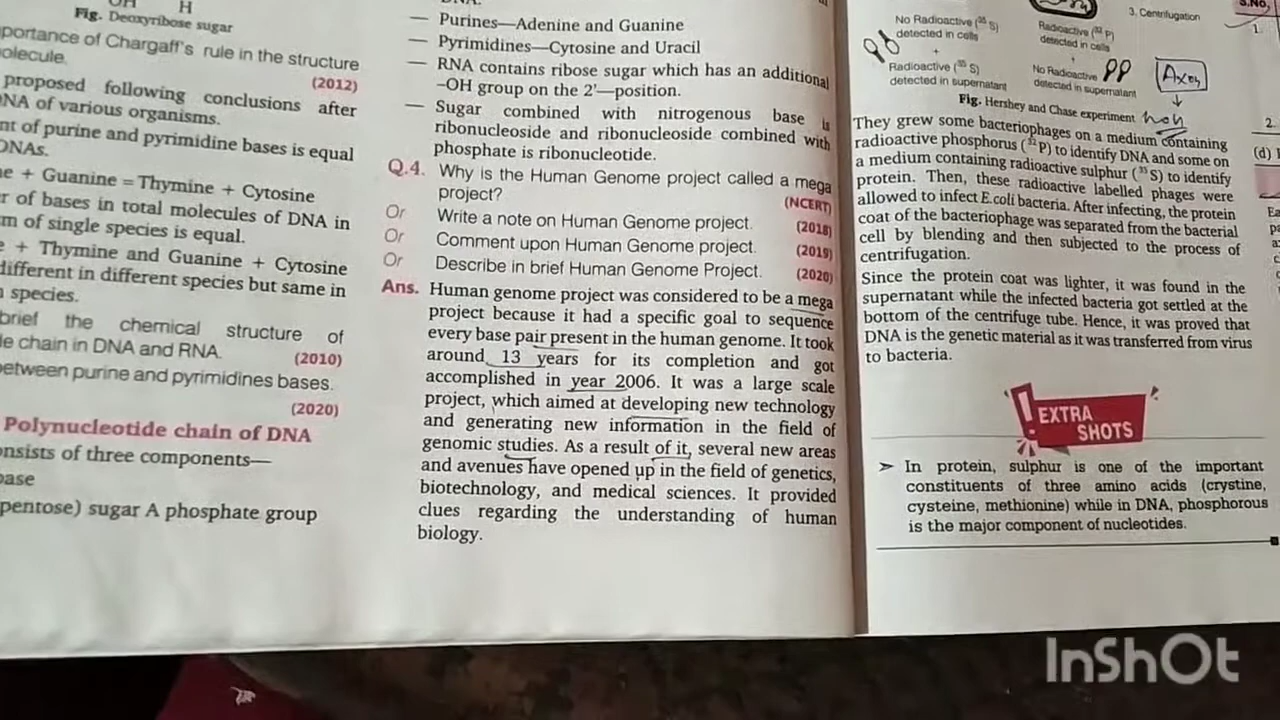 OH H
Fig. Deoxyribose sugar
portance of Chargaff's rule in the structure
olecule.
(2012)
proposed following conclusions after
NA of various organisms.
nt of purine and pyrimidine bases is equal
DNAs.
ne + Guanine = Thymine + Cytosine
r of bases in total molecules of DNA in
m of single species is equal.
e + Thymine and Guanine + Cytosine
different in different species but same in
species.
brief the chemical structure of
e chain in DNA and RNA.
(2010)
between purine and pyrimidines bases.
(2020)
Polynucleotide chain of DNA
onsists of three components—
base
pentose) sugar A phosphate group
DNA.
— Purines—Adenine and Guanine
— Pyrimidines—Cytosine and Uracil
— RNA contains ribose sugar which has an additional
–OH group on the 2'—position.
— Sugar combined with nitrogenous base is
ribonucleoside and ribonucleoside combined with
phosphate is ribonucleotide.
Q.4. Why is the Human Genome project called a mega
project?
(NCERT)
Or Write a note on Human Genome project. (2018)
Or Comment upon Human Genome project. (2019)
Or Describe in brief Human Genome Project. (2020)
Ans. Human genome project was considered to be a mega
project because it had a specific goal to sequence
every base pair present in the human genome. It took
around 13 years for its completion and got
accomplished in year 2006. It was a large scale
project, which aimed at developing new technology
and generating new information in the field of
genomic studies. As a result of it, several new areas
and avenues have opened up in the field of genetics,
biotechnology, and medical sciences. It provided
clues regarding the understanding of human
biology.
No Radioactive (³⁵ S)
detected in cells
+
Radioactive (³⁵ S)
detected in supernatant
Radioactive (³² P)
detected in cells
+
No Radioactive
detected in supernatant
3. Centrifugation
Fig. Hershey and Chase experiment
They grew some bacteriophages on a medium containing
radioactive phosphorus (³²P) to identify DNA and some on
a medium containing radioactive sulphur (³⁵S) to identify
protein. Then, these radioactive labelled phages were
allowed to infect E.coli bacteria. After infecting, the protein
coat of the bacteriophage was separated from the bacterial
cell by blending and then subjected to the process of
centrifugation.
Since the protein coat was lighter, it was found in the
supernatant while the infected bacteria got settled at the
bottom of the centrifuge tube. Hence, it was proved that
DNA is the genetic material as it was transferred from virus
to bacteria.
EXTRA
SHOTS
➤ In protein, sulphur is one of the important
constituents of three amino acids (crystine,
cysteine, methionine) while in DNA, phosphorous
is the major component of nucleotides.
S.No.
1.
2.
(d)
InShOt